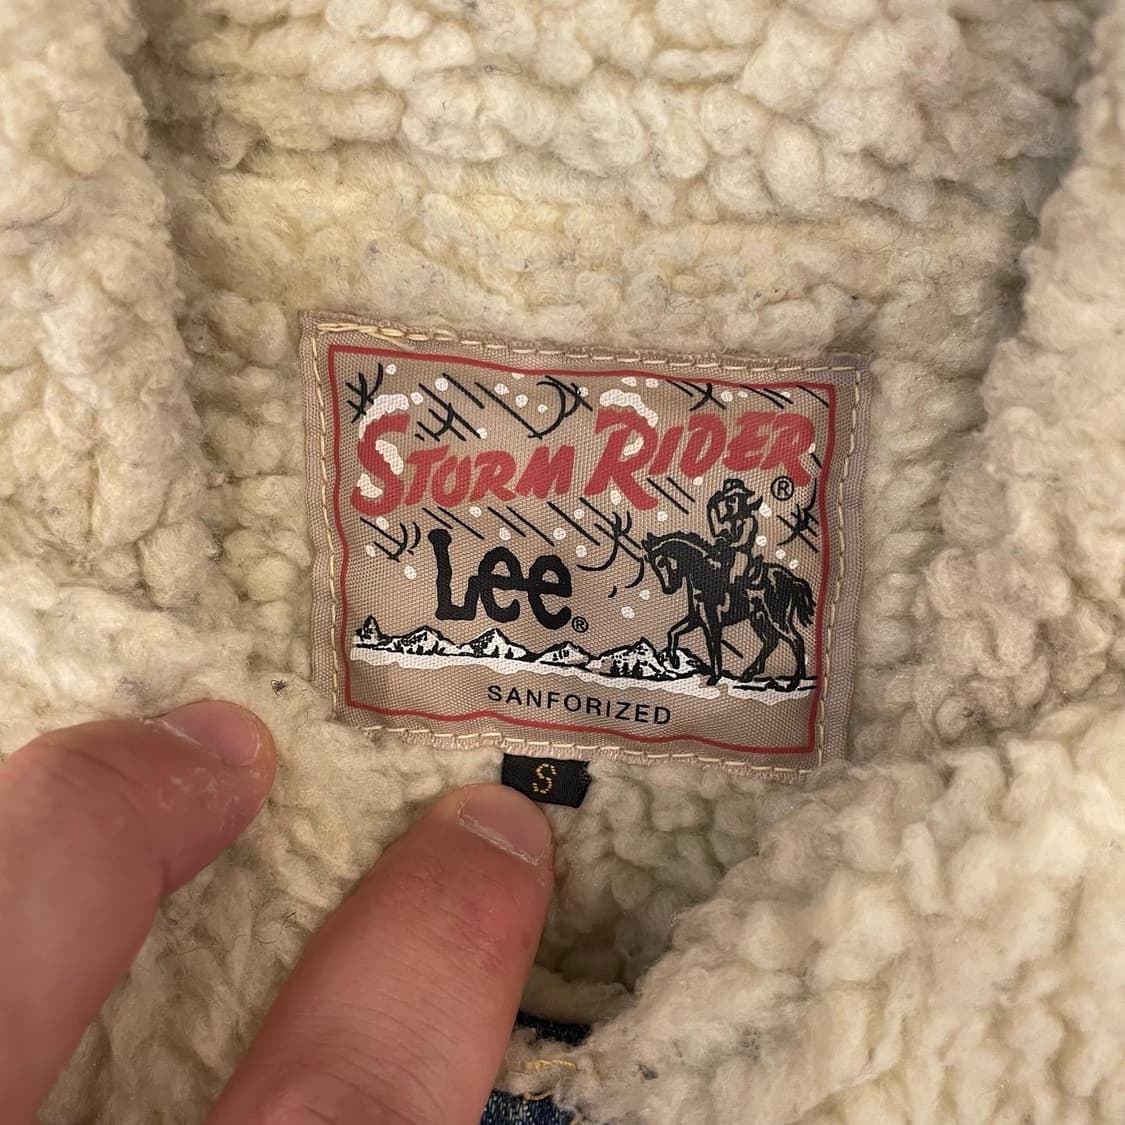 STORM RIDER ®
Lee ®
SANFORIZED
S